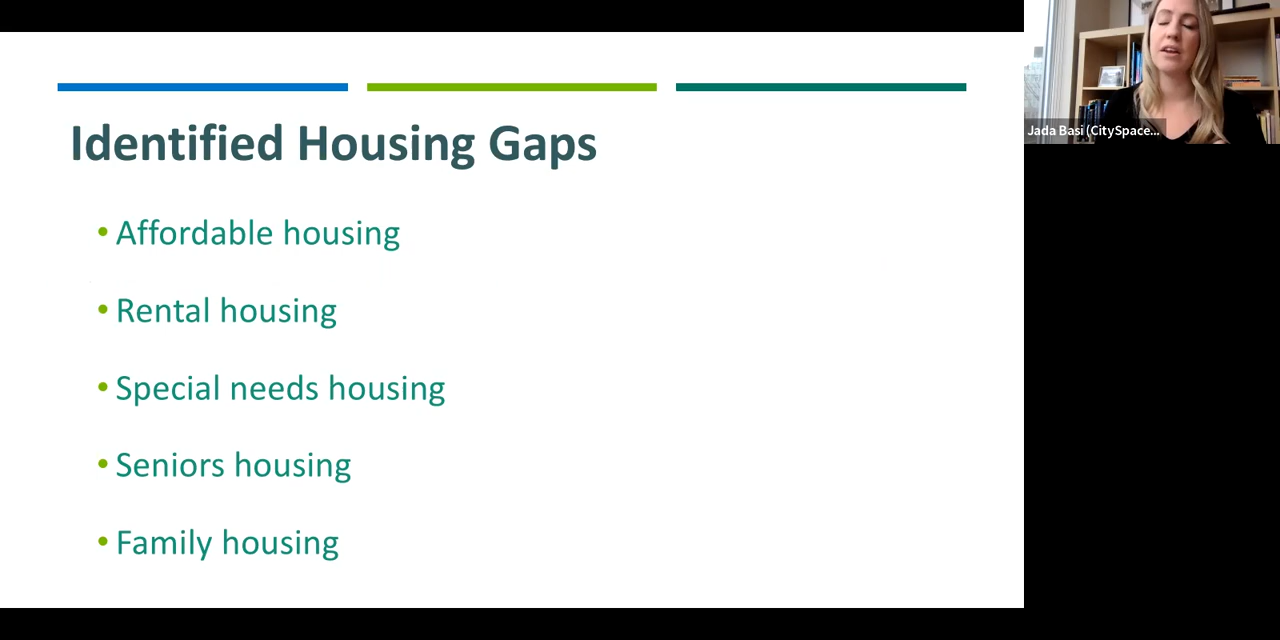 Identified Housing Gaps
• Affordable housing
• Rental housing
• Special needs housing
• Seniors housing
• Family housing
Jada Basi (CitySpace...